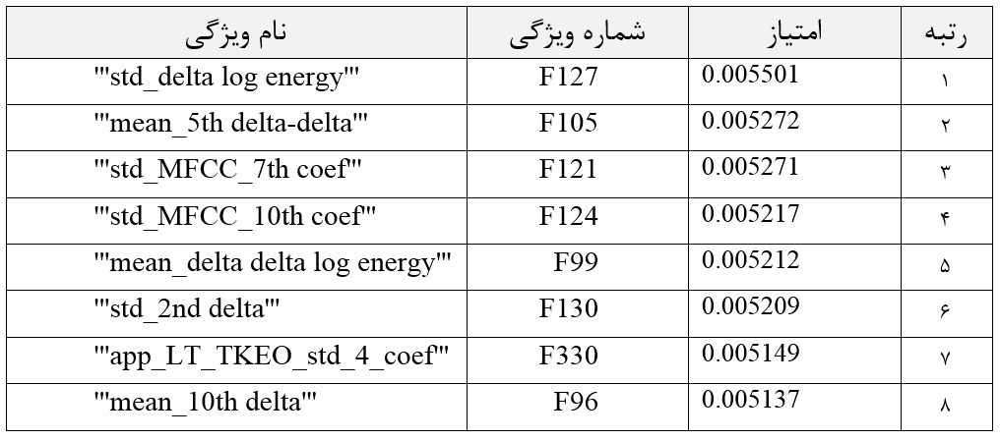 رتبه امتیاز شماره ویژگی نام ویژگی
۱ 0.005501 F127 '''std_delta log energy'''
۲ 0.005272 F105 '''mean_5th delta-delta'''
۳ 0.005271 F121 '''std_MFCC_7th coef'''
۴ 0.005217 F124 '''std_MFCC_10th coef'''
۵ 0.005212 F99 '''mean_delta delta log energy'''
۶ 0.005209 F130 '''std_2nd delta'''
۷ 0.005149 F330 '''app_LT_TKEO_std_4_coef'''
۸ 0.005137 F96 '''mean_10th delta'''